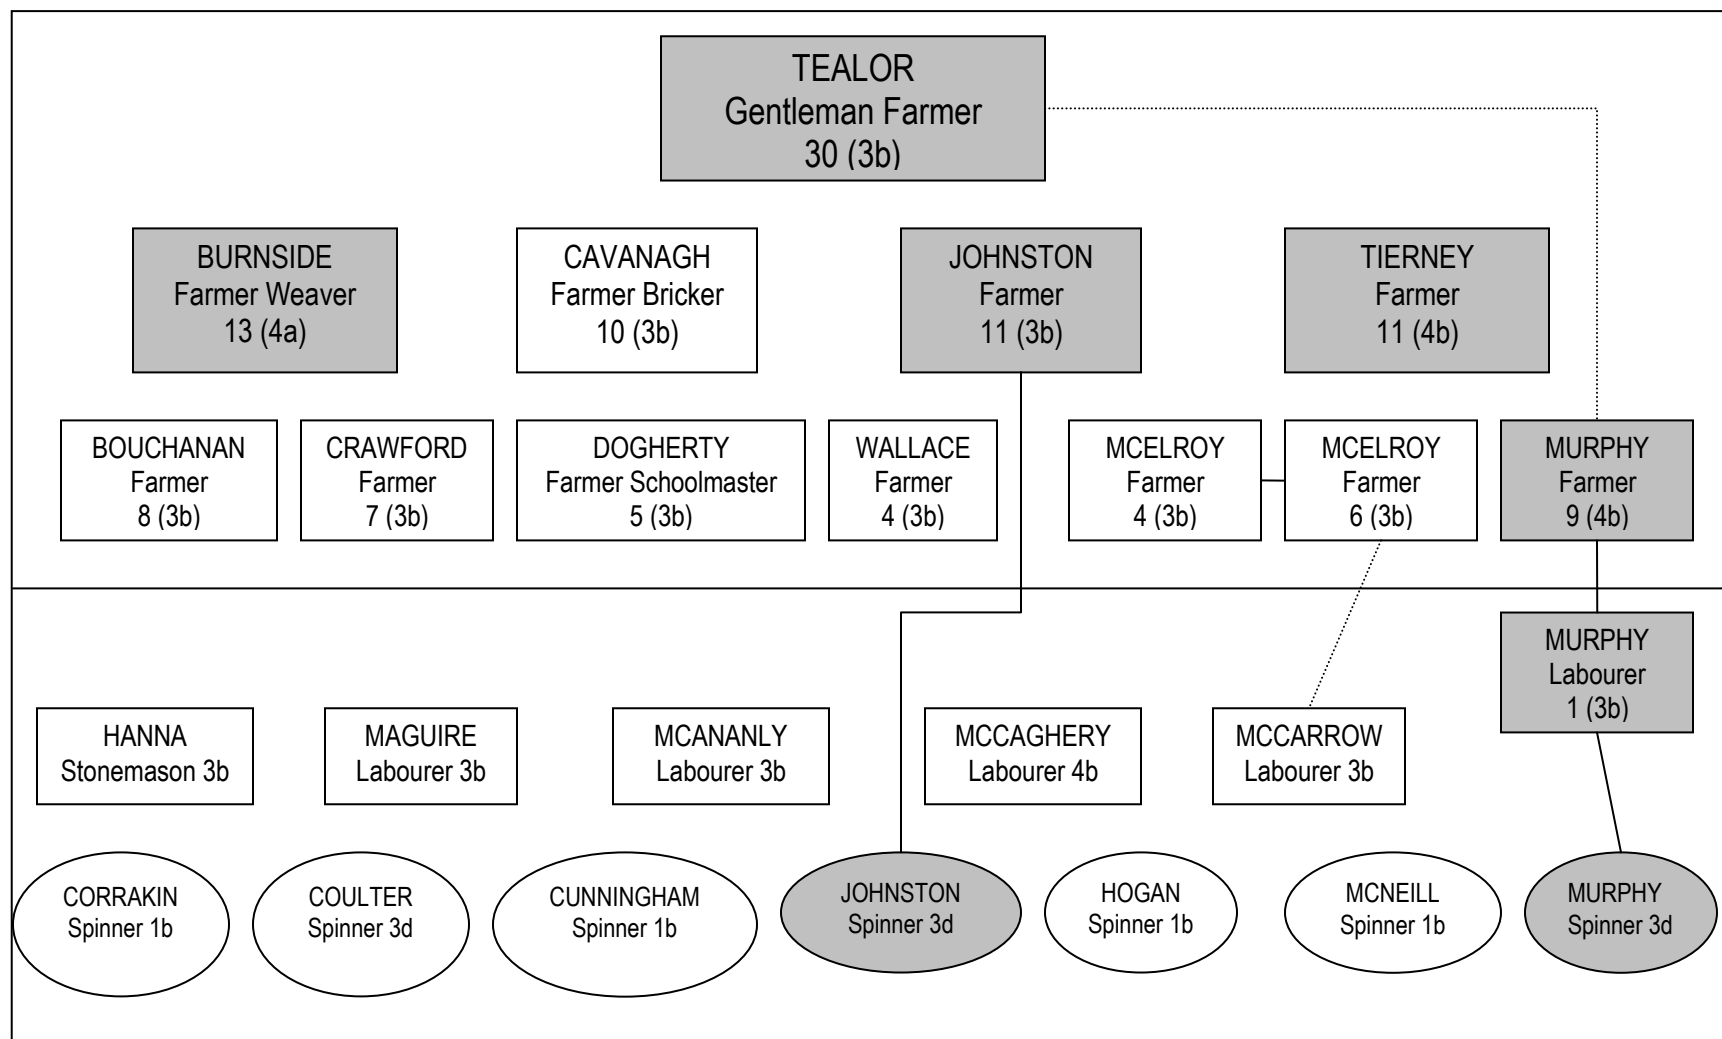 TEALOR
Gentleman Farmer
30 (3b)
BURNSIDE
Farmer Weaver
13 (4a)
CAVANAGH
Farmer Bricker
10 (3b)
JOHNSTON
Farmer
11 (3b)
TIERNEY
Farmer
11 (4b)
BOUCHANAN
Farmer
8 (3b)
CRAWFORD
Farmer
7 (3b)
DOGHERTY
Farmer Schoolmaster
5 (3b)
WALLACE
Farmer
4 (3b)
MCELROY
Farmer
4 (3b)
MCELROY
Farmer
6 (3b)
MURPHY
Farmer
9 (4b)
MURPHY
Labourer
1 (3b)
HANNA
Stonemason 3b
MAGUIRE
Labourer 3b
MCANANLY
Labourer 3b
MCCAGHERY
Labourer 4b
MCCARROW
Labourer 3b
CORRAKIN
Spinner 1b
COULTER
Spinner 3d
CUNNINGHAM
Spinner 1b
JOHNSTON
Spinner 3d
HOGAN
Spinner 1b
MCNEILL
Spinner 1b
MURPHY
Spinner 3d